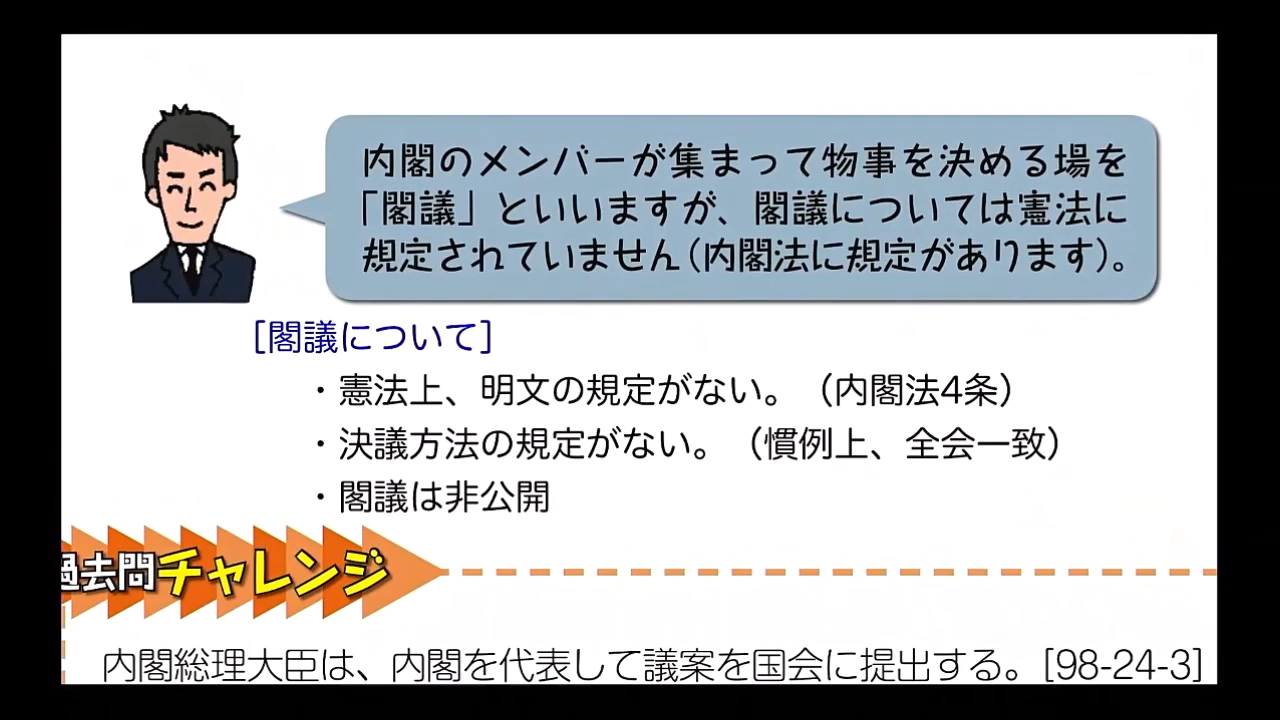 内閣のメンバーが集まって物事を決める場を
「閣議」といいますが、閣議については憲法に
規定されていません(内閣法に規定があります)。
[閣議について]
・憲法上、明文の規定がない。（内閣法4条）
・決議方法の規定がない。（慣例上、全会一致）
・閣議は非公開
過去問チャレンジ
内閣総理大臣は、内閣を代表して議案を国会に提出する。[98-24-3]